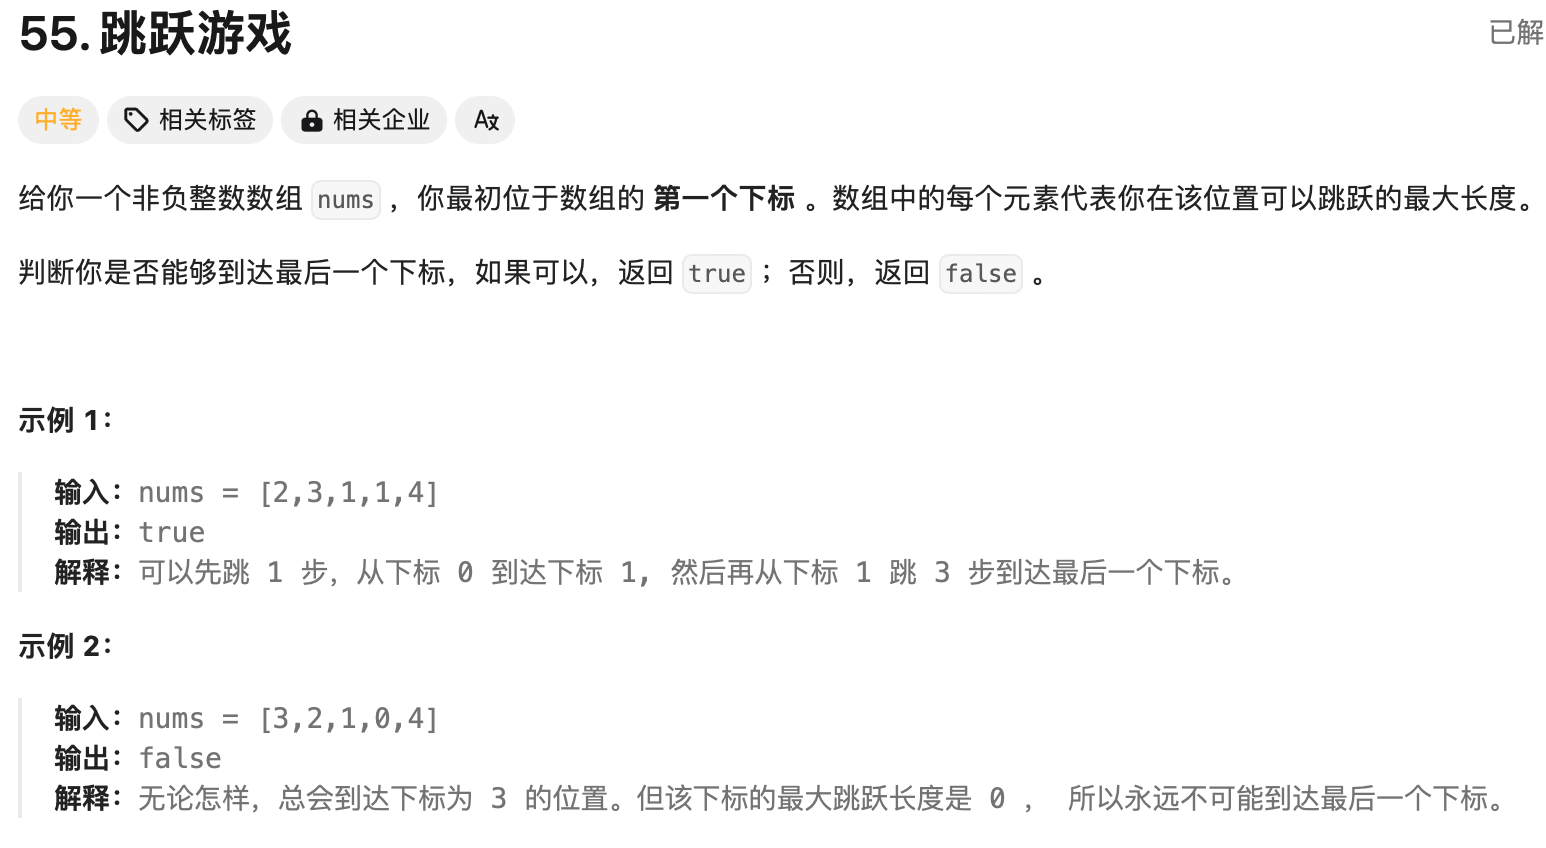 55. 跳跃游戏
已解
中等 相关标签 相关企业 A文
给你一个非负整数数组 nums ，你最初位于数组的 第一个下标 。数组中的每个元素代表你在该位置可以跳跃的最大长度。
判断你是否能够到达最后一个下标，如果可以，返回 true ；否则，返回 false 。
示例 1：
输入：nums = [2,3,1,1,4]
输出：true
解释：可以先跳 1 步，从下标 0 到达下标 1, 然后再从下标 1 跳 3 步到达最后一个下标。
示例 2：
输入：nums = [3,2,1,0,4]
输出：false
解释：无论怎样，总会到达下标为 3 的位置。但该下标的最大跳跃长度是 0 ， 所以永远不可能到达最后一个下标。